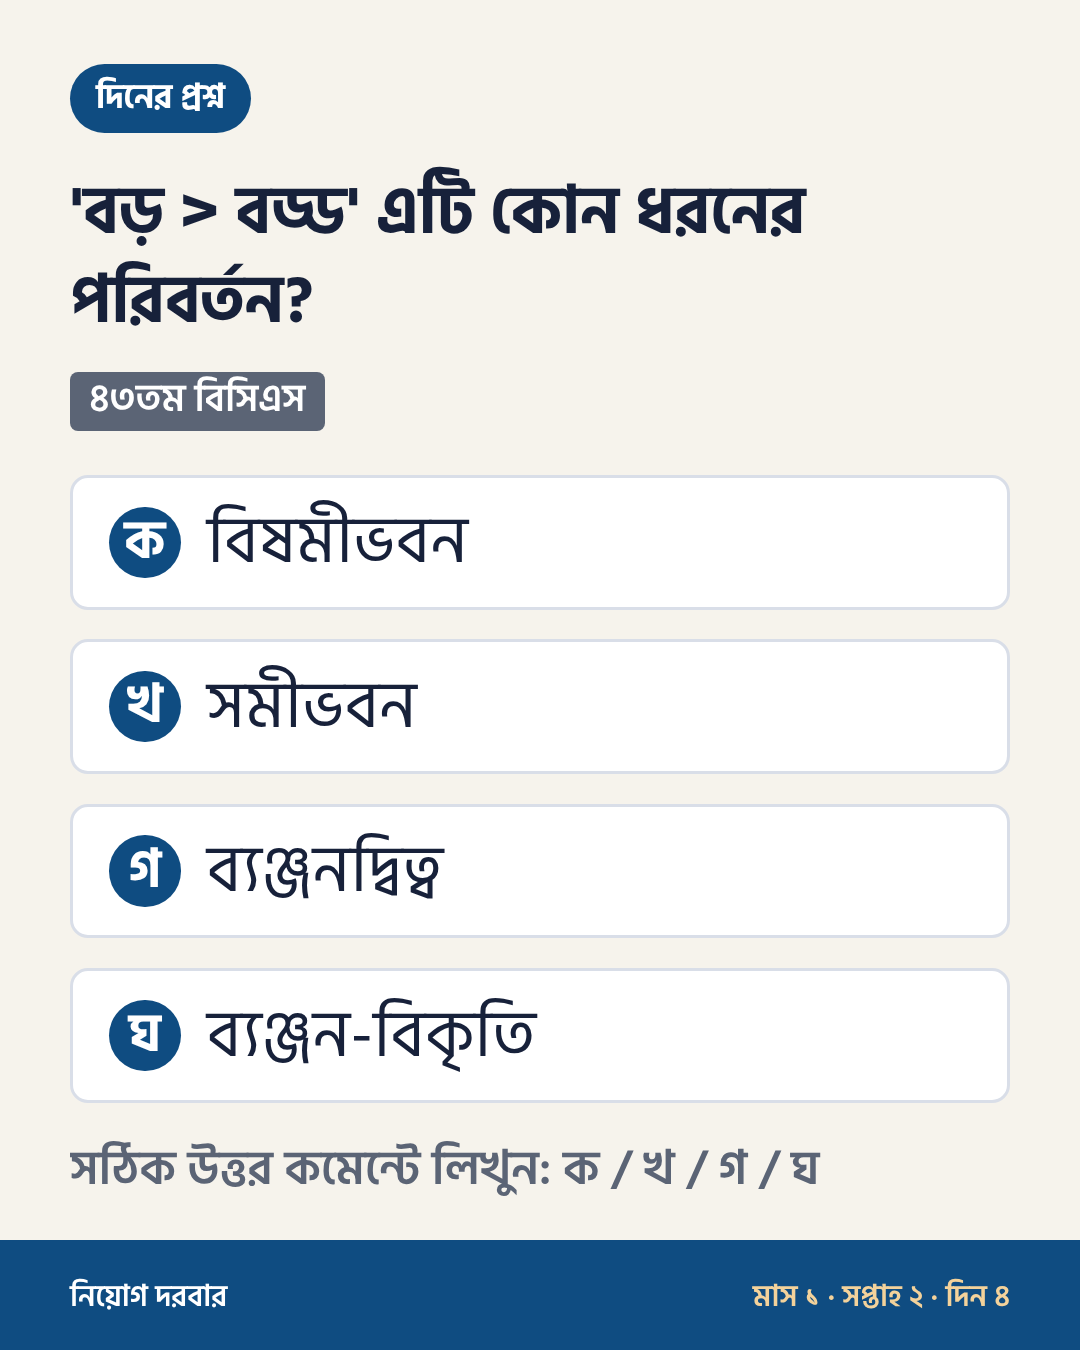 দিনের প্রশ্ন
'বড় > বড্ড' এটি কোন ধরনের
পরিবর্তন?
৪৩তম বিসিএস
ক বিষমীভবন
খ সমীভবন
গ ব্যঞ্জনদ্বিত্ব
ঘ ব্যঞ্জন-বিকৃতি
সঠিক উত্তর কমেন্টে লিখুন: ক / খ / গ / ঘ
নিয়োগ দরবার
মাস ১ · সপ্তাহ ২ · দিন ৪